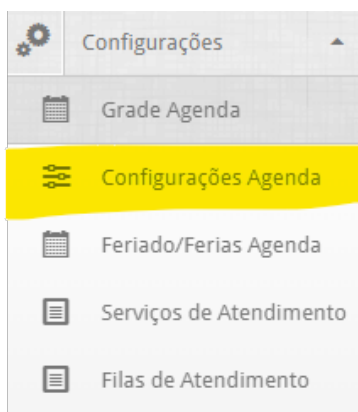 Configurações
Grade Agenda
Configurações Agenda
Feriado/Ferias Agenda
Serviços de Atendimento
Filas de Atendimento